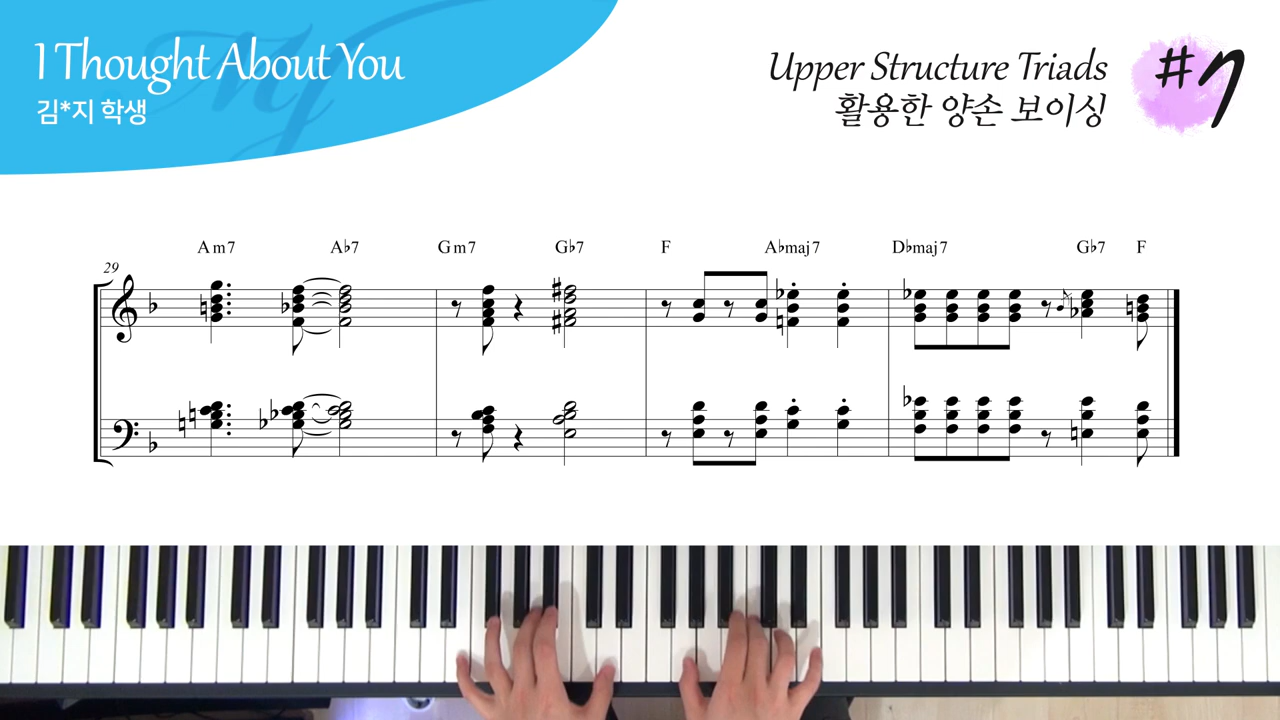 I Thought About You
김*지 학생
Upper Structure Triads
활용한 양손 보이싱
#7
Am7 A♭7 Gm7 G♭7 F A♭maj7 D♭maj7 G♭7 F
29